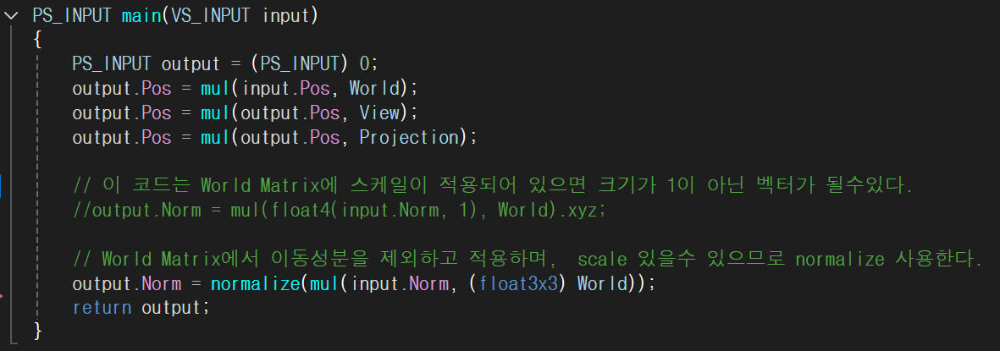 PS_INPUT main(VS_INPUT input)
{
PS_INPUT output = (PS_INPUT) 0;
output.Pos = mul(input.Pos, World);
output.Pos = mul(output.Pos, View);
output.Pos = mul(output.Pos, Projection);
// 이 코드는 World Matrix에 스케일이 적용되어 있으면 크기가 1이 아닌 벡터가 될수있다.
//output.Norm = mul(float4(input.Norm, 1), World).xyz;
// World Matrix에서 이동성분을 제외하고 적용하며, scale 있을수 있으므로 normalize 사용한다.
output.Norm = normalize(mul(input.Norm, (float3x3) World));
return output;
}